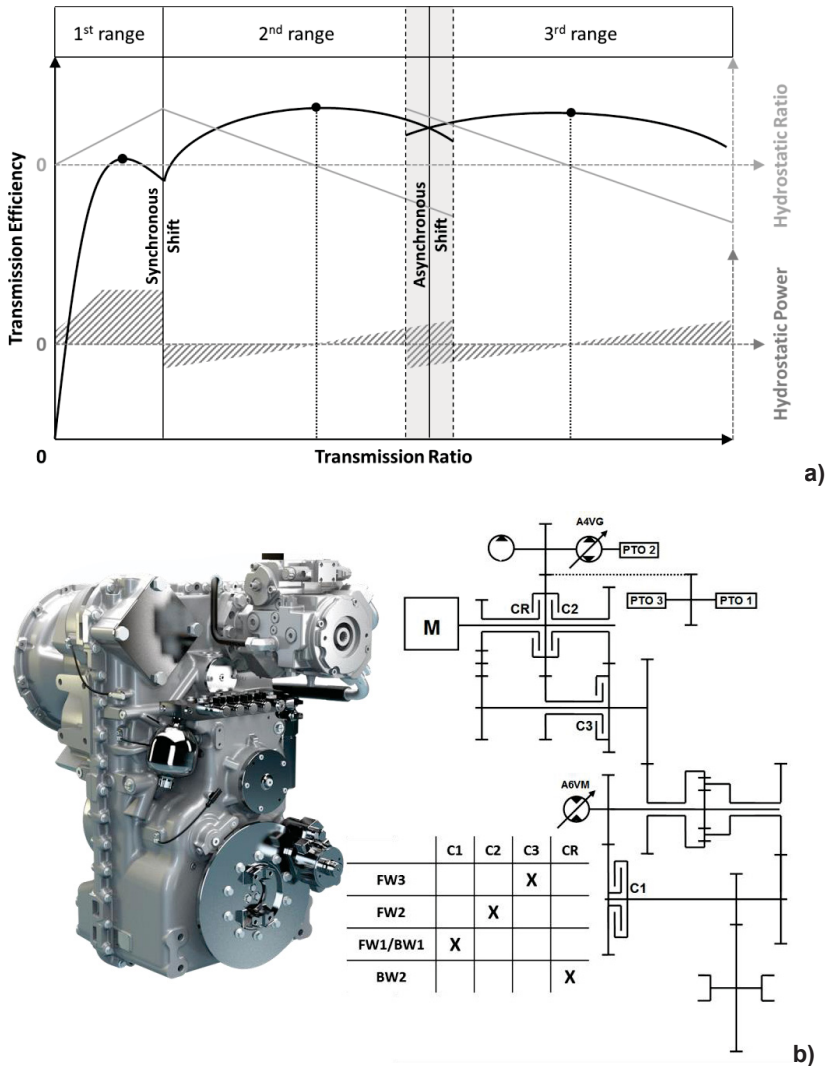 1st range
2nd range
3rd range
Transmission Efficiency
0
0
0
Synchronous
Shift
Asynchronous
Shift
Hydrostatic Ratio
Hydrostatic Power
Transmission Ratio
a)
A4VG
PTO 2
CR
C2
PTO 3
PTO 1
M
C3
A6VM
C1
C1 C2 C3 CR
FW3 X
FW2 X
FW1/BW1 X
BW2 X
b)